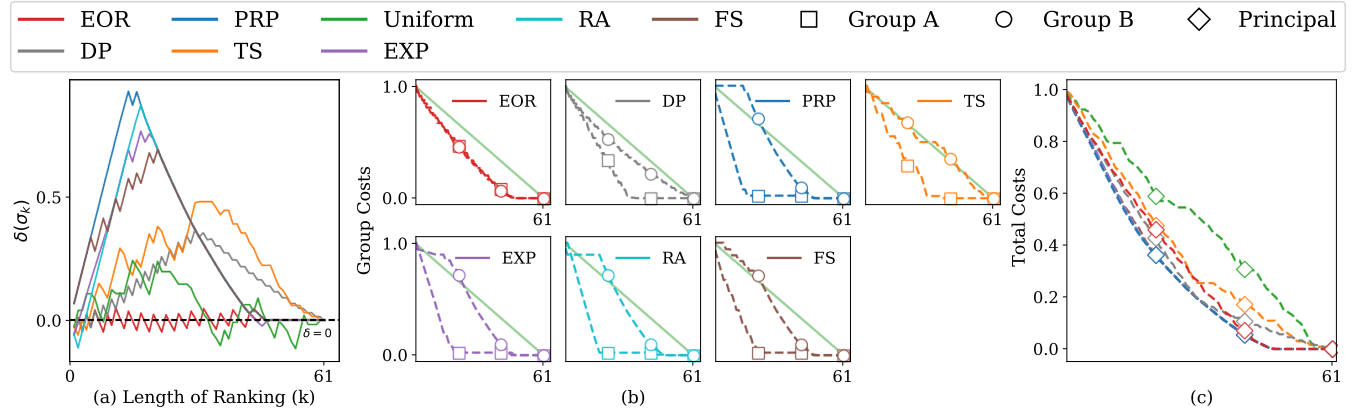 EOR PRP Uniform RA FS Group A Group B Principal
DP TS EXP
δ(σk)
0.5
0.0
δ = 0
0 61
(a) Length of Ranking (k)
Group Costs
1.0
0.0
EOR
61
DP
61
PRP
61
TS
61
1.0
0.0
EXP
61
RA
61
FS
61
(b)
Total Costs
1.0
0.8
0.6
0.4
0.2
0.0
0 61
(c)